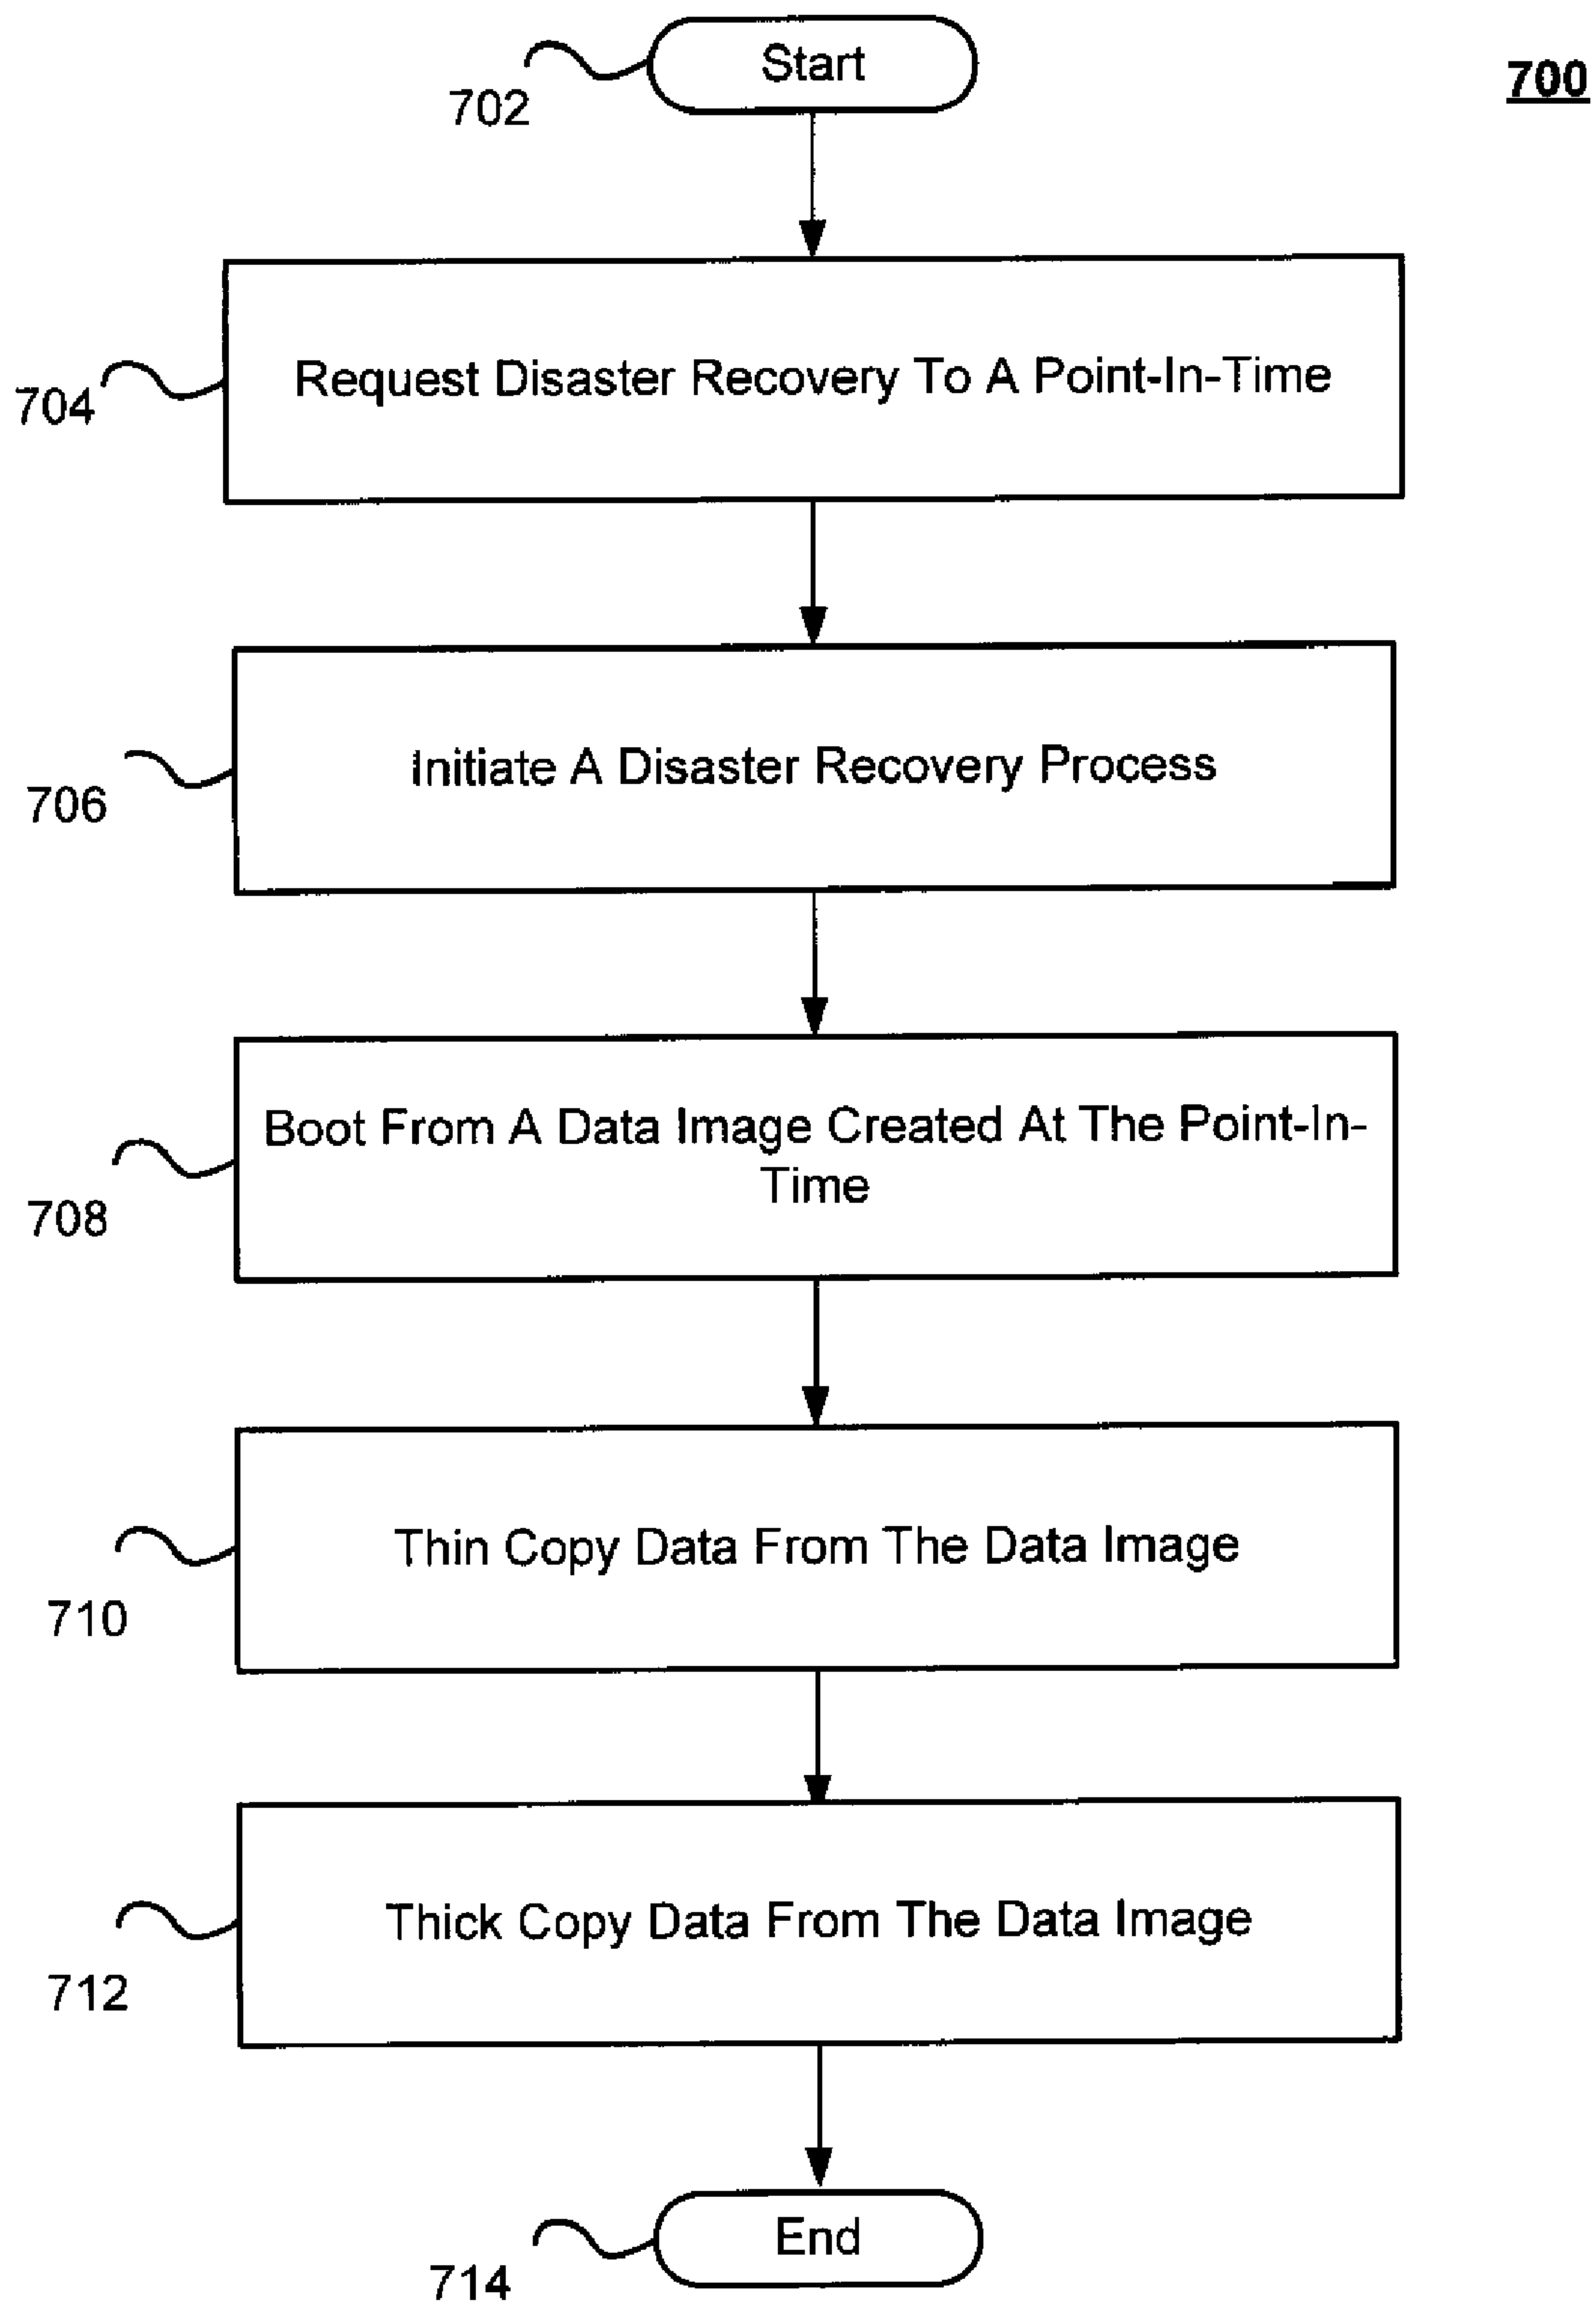 Start
700
702
Request Disaster Recovery To A Point-In-Time
704
Initiate A Disaster Recovery Process
706
Boot From A Data Image Created At The Point-In-
Time
708
Thin Copy Data From The Data Image
710
Thick Copy Data From The Data Image
712
End
714